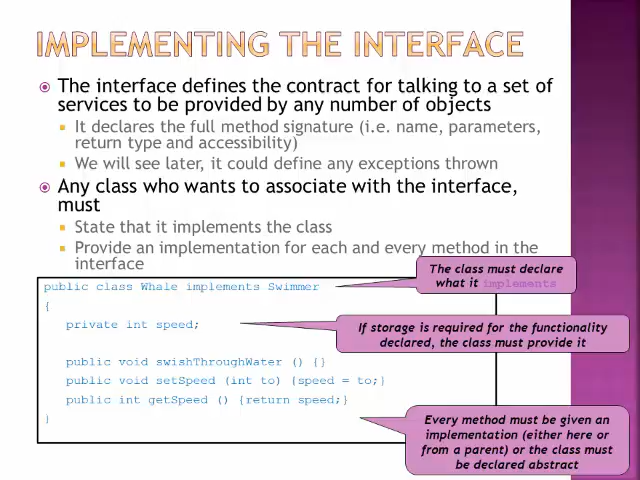 IMPLEMENTING THE INTERFACE
The interface defines the contract for talking to a set of
services to be provided by any number of objects
It declares the full method signature (i.e. name, parameters,
return type and accessibility)
We will see later, it could define any exceptions thrown
Any class who wants to associate with the interface,
must
State that it implements the class
Provide an implementation for each and every method in the
interface
The class must declare
what it implements
public class Whale implements Swimmer
{
private int speed;
If storage is required for the functionality
declared, the class must provide it
public void swishThroughWater () {}
public void setSpeed (int to) {speed = to;}
public int getSpeed () {return speed;}
}
Every method must be given an
implementation (either here or
from a parent) or the class must
be declared abstract